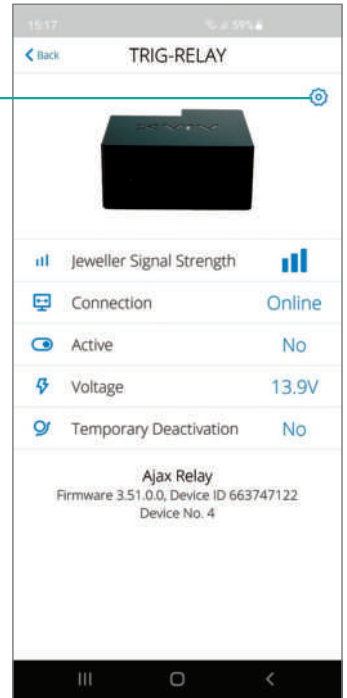 15:17
59%
Back
TRIG-RELAY
AJAX
Jeweller Signal Strength
Connection Online
Active No
Voltage 13.9V
Temporary Deactivation No
Ajax Relay
Firmware 3.51.0.0, Device ID 663747122
Device No. 4